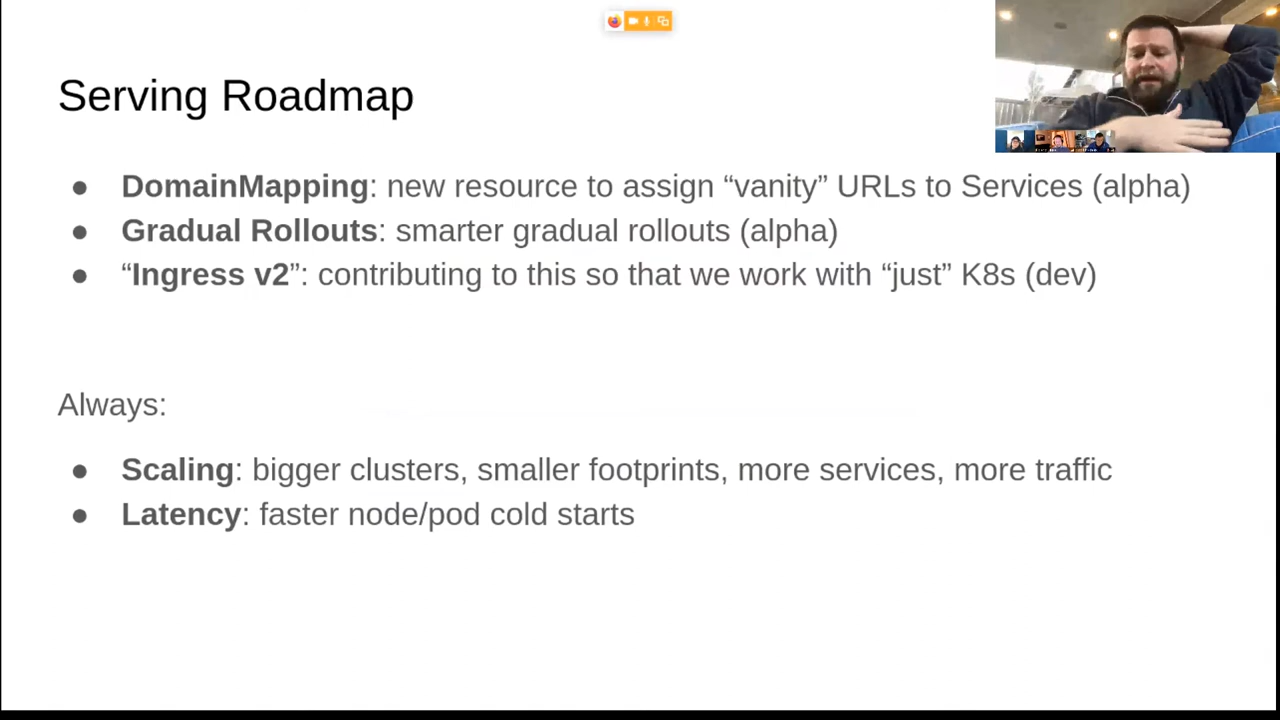 Serving Roadmap
● DomainMapping: new resource to assign “vanity” URLs to Services (alpha)
● Gradual Rollouts: smarter gradual rollouts (alpha)
● “Ingress v2”: contributing to this so that we work with “just” K8s (dev)
Always:
● Scaling: bigger clusters, smaller footprints, more services, more traffic
● Latency: faster node/pod cold starts